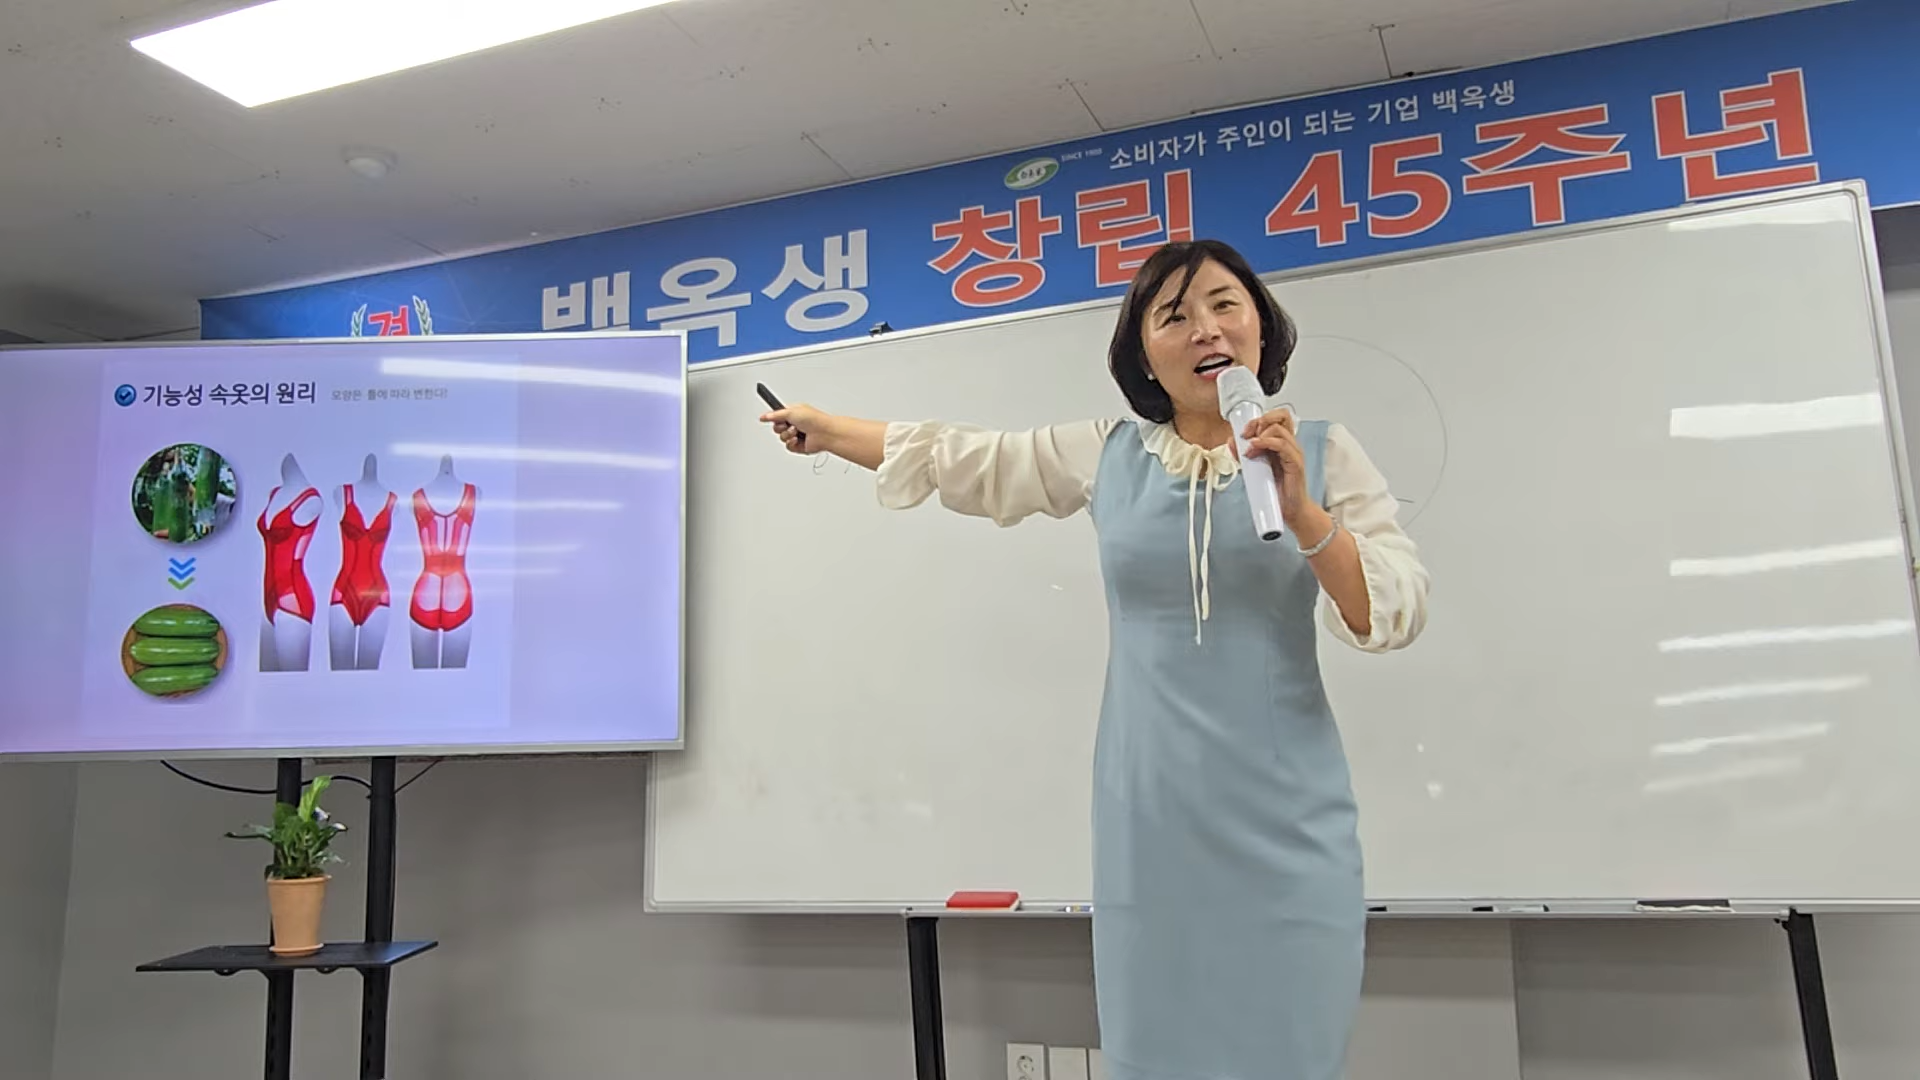 소비자가 주인이 되는 기업 백옥생
SINCE 1980
경
백옥생 창립 45주년
기능성 속옷의 원리
모양은 틀에 따라 변한다!